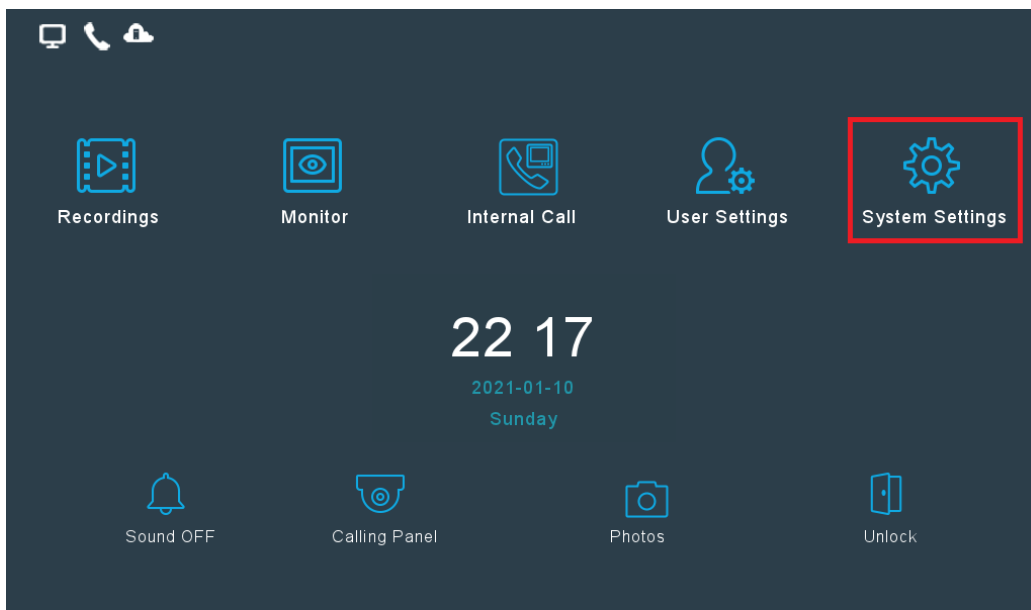 Recordings
Monitor
Internal Call
User Settings
System Settings
22 17
2021-01-10
Sunday
Sound OFF
Calling Panel
Photos
Unlock